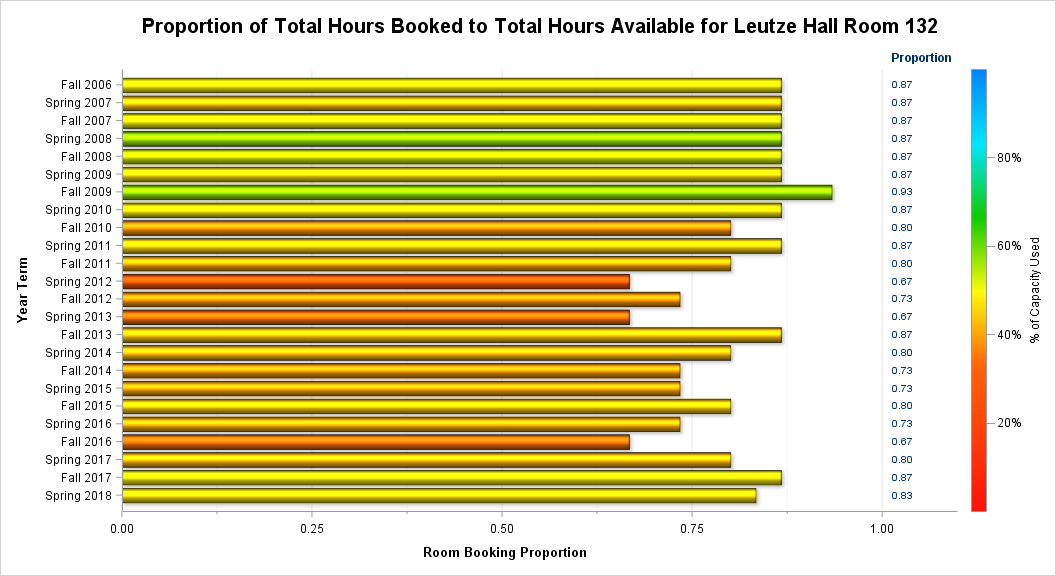 Proportion of Total Hours Booked to Total Hours Available for Leutze Hall Room 132
Proportion
Fall 2006 0.87
Spring 2007 0.87
Fall 2007 0.87
Spring 2008 0.87
Fall 2008 0.87
Spring 2009 0.87
Fall 2009 0.93
Spring 2010 0.87
Fall 2010 0.80
Spring 2011 0.87
Fall 2011 0.80
Spring 2012 0.67
Fall 2012 0.73
Spring 2013 0.67
Fall 2013 0.87
Spring 2014 0.80
Fall 2014 0.73
Spring 2015 0.73
Fall 2015 0.80
Spring 2016 0.73
Fall 2016 0.67
Spring 2017 0.80
Fall 2017 0.87
Spring 2018 0.83
Year Term
0.00 0.25 0.50 0.75 1.00
Room Booking Proportion
80%
60%
40%
20%
% of Capacity Used